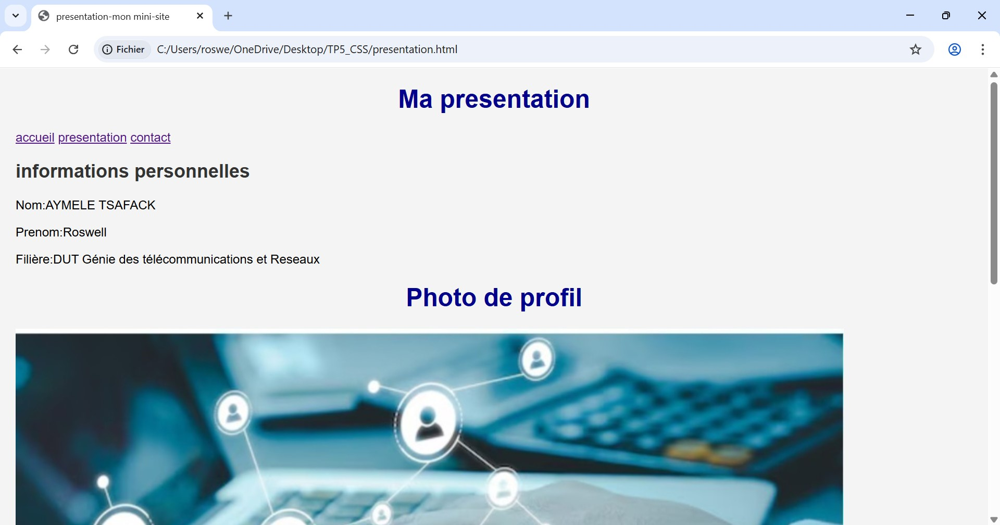 presentation-mon mini-site
Fichier C:/Users/roswe/OneDrive/Desktop/TP5_CSS/presentation.html
Ma presentation
accueil presentation contact
informations personnelles
Nom:AYMELE TSAFACK
Prenom:Roswell
Filière:DUT Génie des télécommunications et Reseaux
Photo de profil